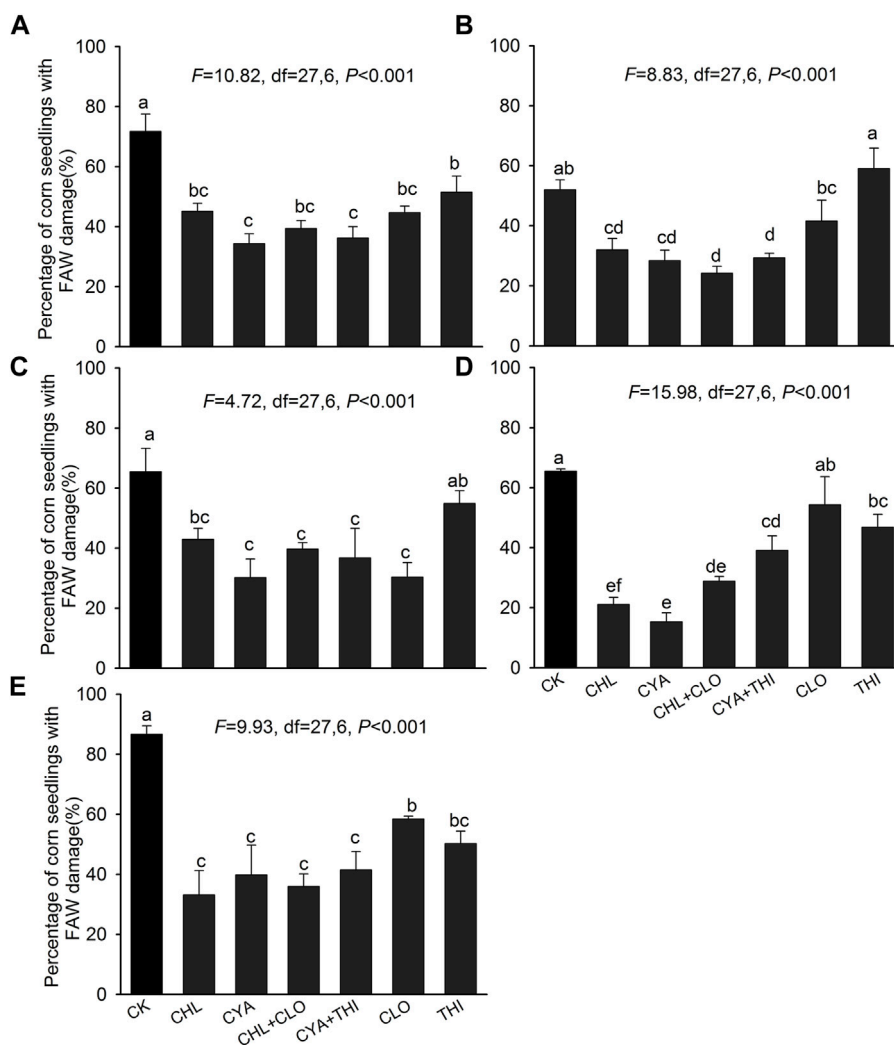 A
Percentage of corn seedlings with
FAW damage(%)
100
80
60
40
20
0
F=10.82, df=27,6, P<0.001
a
bc
c
bc
c
bc
b
B
100
80
60
40
20
0
F=8.83, df=27,6, P<0.001
ab
cd
cd
d
d
bc
a
C
Percentage of corn seedlings with
FAW damage(%)
100
80
60
40
20
0
F=4.72, df=27,6, P<0.001
a
bc
c
c
c
c
ab
D
100
80
60
40
20
0
F=15.98, df=27,6, P<0.001
a
ef
e
de
cd
ab
bc
CK
CHL
CYA
CHL+CLO
CYA+THI
CLO
THI
E
Percentage of corn seedlings with
FAW damage(%)
100
80
60
40
20
0
F=9.93, df=27,6, P<0.001
a
c
c
c
c
b
bc
CK
CHL
CYA
CHL+CLO
CYA+THI
CLO
THI